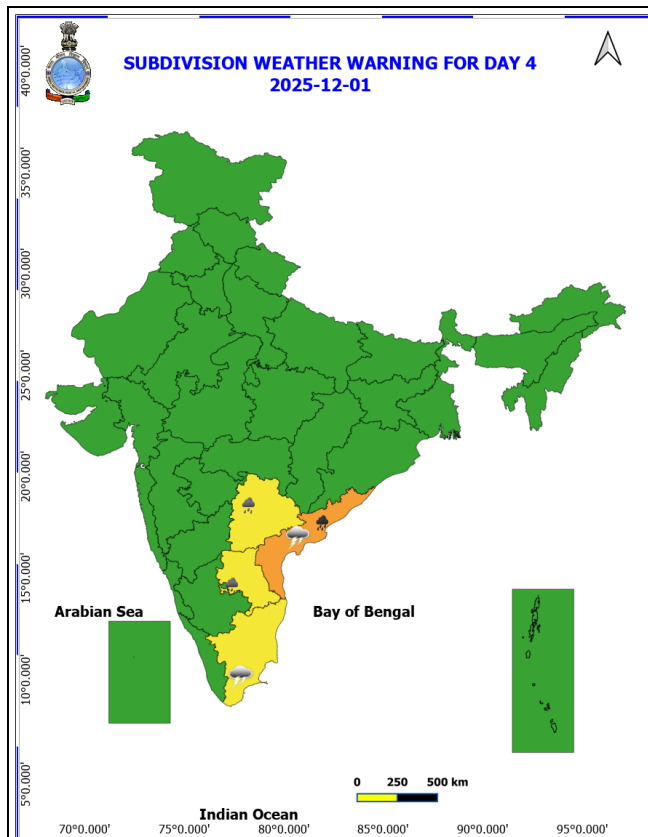 SUBDIVISION WEATHER WARNING FOR DAY 4
2025-12-01
40°0.000'
35°0.000'
30°0.000'
25°0.000'
20°0.000'
15°0.000'
10°0.000'
5°0.000'
Arabian Sea
Bay of Bengal
0 250 500 km
Indian Ocean
70°0.000' 75°0.000' 80°0.000' 85°0.000' 90°0.000' 95°0.000'